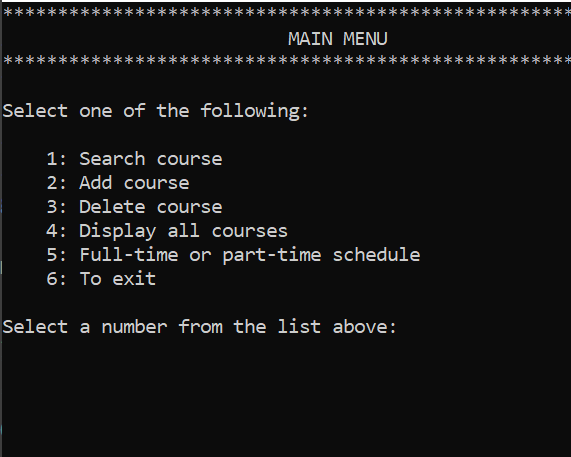 ****************************************************
MAIN MENU
****************************************************
Select one of the following:
1: Search course
2: Add course
3: Delete course
4: Display all courses
5: Full-time or part-time schedule
6: To exit
Select a number from the list above: